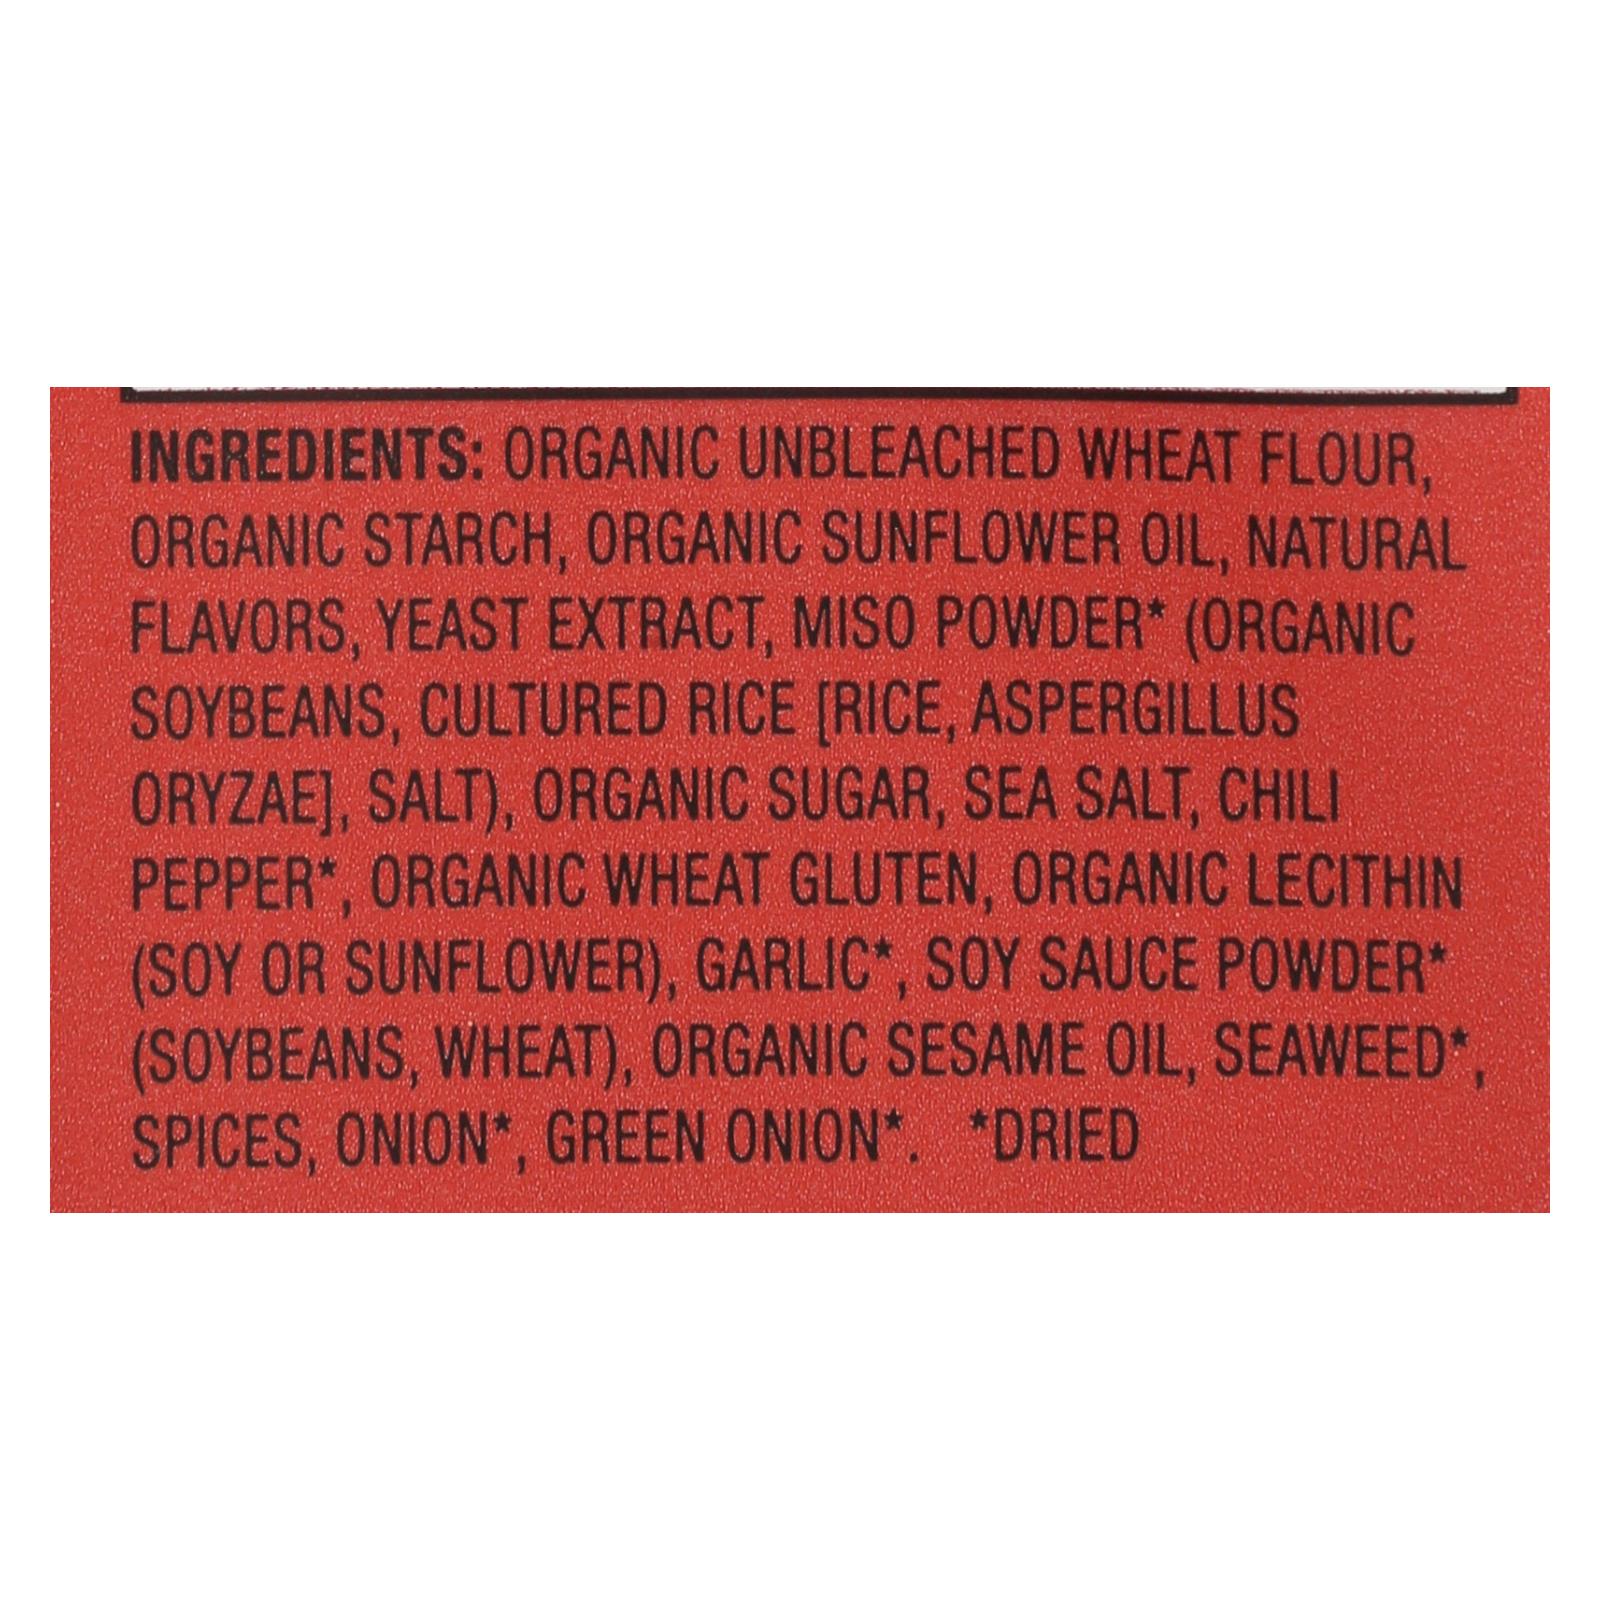 INGREDIENTS: ORGANIC UNBLEACHED WHEAT FLOUR,
ORGANIC STARCH, ORGANIC SUNFLOWER OIL, NATURAL
FLAVORS, YEAST EXTRACT, MISO POWDER* (ORGANIC
SOYBEANS, CULTURED RICE [RICE, ASPERGILLUS
ORYZAE], SALT), ORGANIC SUGAR, SEA SALT, CHILI
PEPPER*, ORGANIC WHEAT GLUTEN, ORGANIC LECITHIN
(SOY OR SUNFLOWER), GARLIC*, SOY SAUCE POWDER*
(SOYBEANS, WHEAT), ORGANIC SESAME OIL, SEAWEED*,
SPICES, ONION*, GREEN ONION*. *DRIED